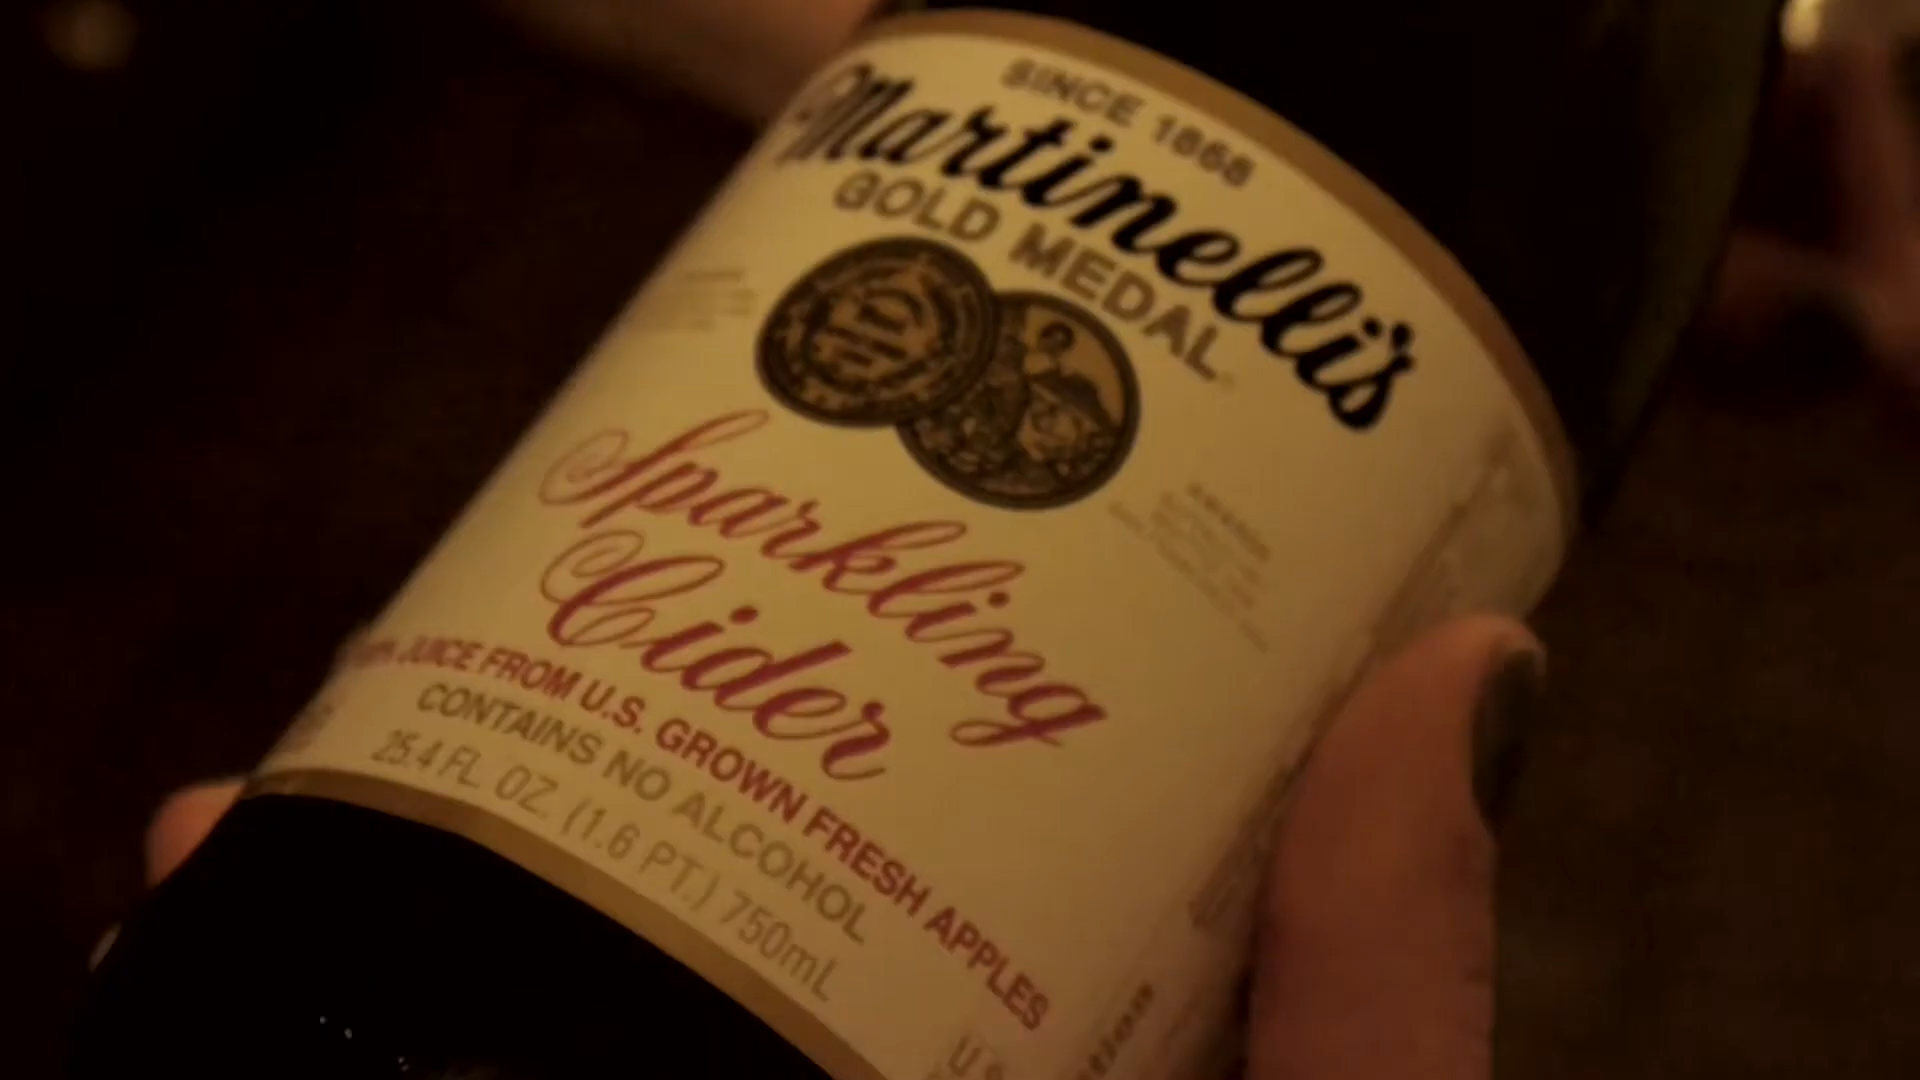 SINCE 1868
Martinelli's
GOLD MEDAL
Sparkling
Cider
JUICE FROM U.S. GROWN FRESH APPLES
CONTAINS NO ALCOHOL
25.4 FL. OZ. (1.6 PT.) 750mL